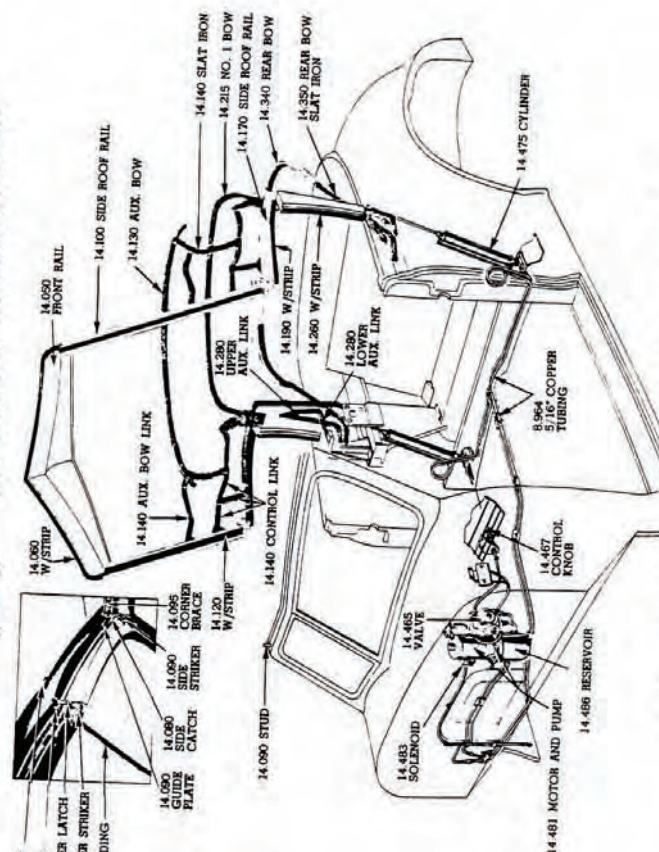 14.050
FRONT RAIL
14.100 SIDE ROOF RAIL
14.130 AUX. BOW
14.140 SLAT IRON
14.215 NO. 1 BOW
14.170 SIDE ROOF RAIL
14.340 REAR BOW
14.350 REAR BOW
SLAT IRON
14.475 CYLINDER
14.060
W/STRIP
14.140 AUX. BOW LINK
14.280
UPPER
AUX. LINK
14.190 W/STRIP
14.260 W/STRIP
14.280
LOWER
AUX. LINK
14.140 CONTROL LINK
14.120
W/STRIP
14.095
CORNER
BRACE
14.090
SIDE
STRIKER
14.080
SIDE
CATCH
14.090
GUIDE
PLATE
ER LATCH
ER STRIKER
DING
14.090 STUD
8.964
5/16" COPPER
TUBING
14.467
CONTROL
KNOB
14.465
VALVE
14.483
SOLENOID
14.486 RESERVOIR
14.481 MOTOR AND PUMP